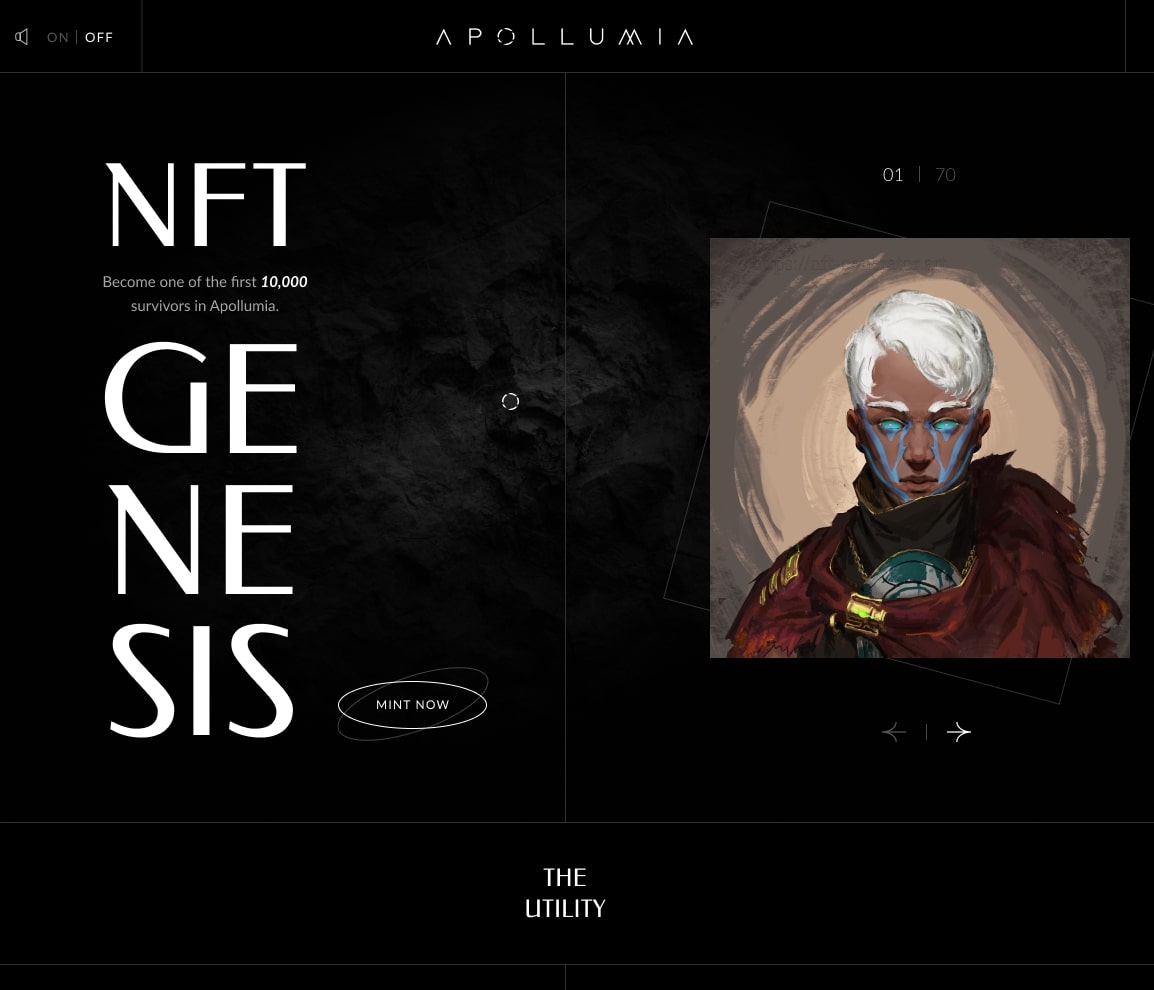 ON | OFF
APOLLUMIA
NFT
Become one of the first 10,000
survivors in Apollumia.
GE
NE
SIS
MINT NOW
01 | 70
THE
UTILITY